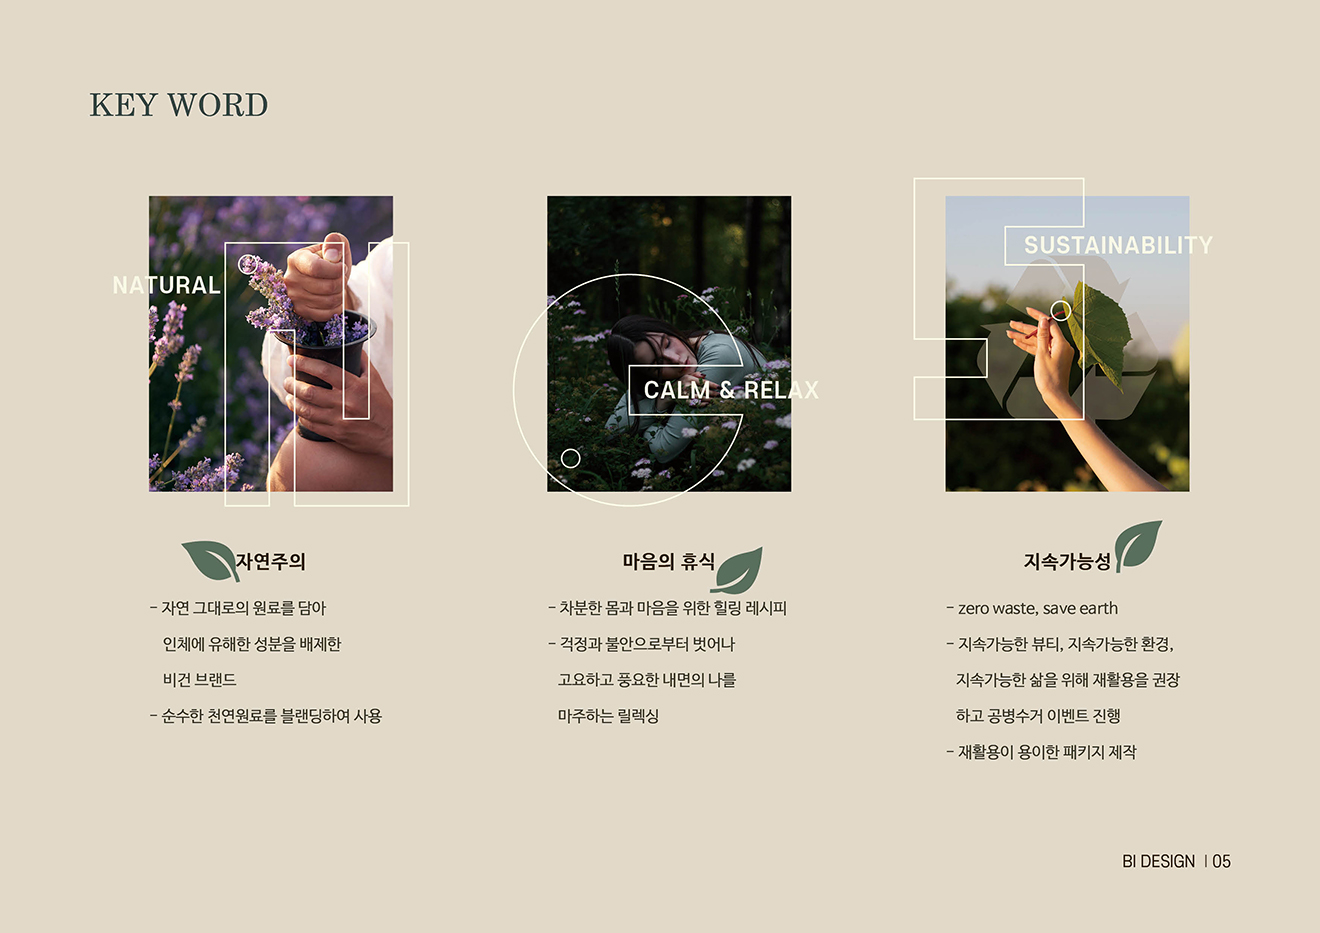 KEY WORD
NATURAL
자연주의
- 자연 그대로의 원료를 담아
인체에 유해한 성분을 배제한
비건 브랜드
- 순수한 천연원료를 블랜딩하여 사용
CALM & RELAX
마음의 휴식
- 차분한 몸과 마음을 위한 힐링 레시피
- 걱정과 불안으로부터 벗어나
고요하고 풍요한 내면의 나를
마주하는 릴렉싱
SUSTAINABILITY
지속가능성
- zero waste, save earth
- 지속가능한 뷰티, 지속가능한 환경,
지속가능한 삶을 위해 재활용을 권장
하고 공병수거 이벤트 진행
- 재활용이 용이한 패키지 제작
BI DESIGN | 05